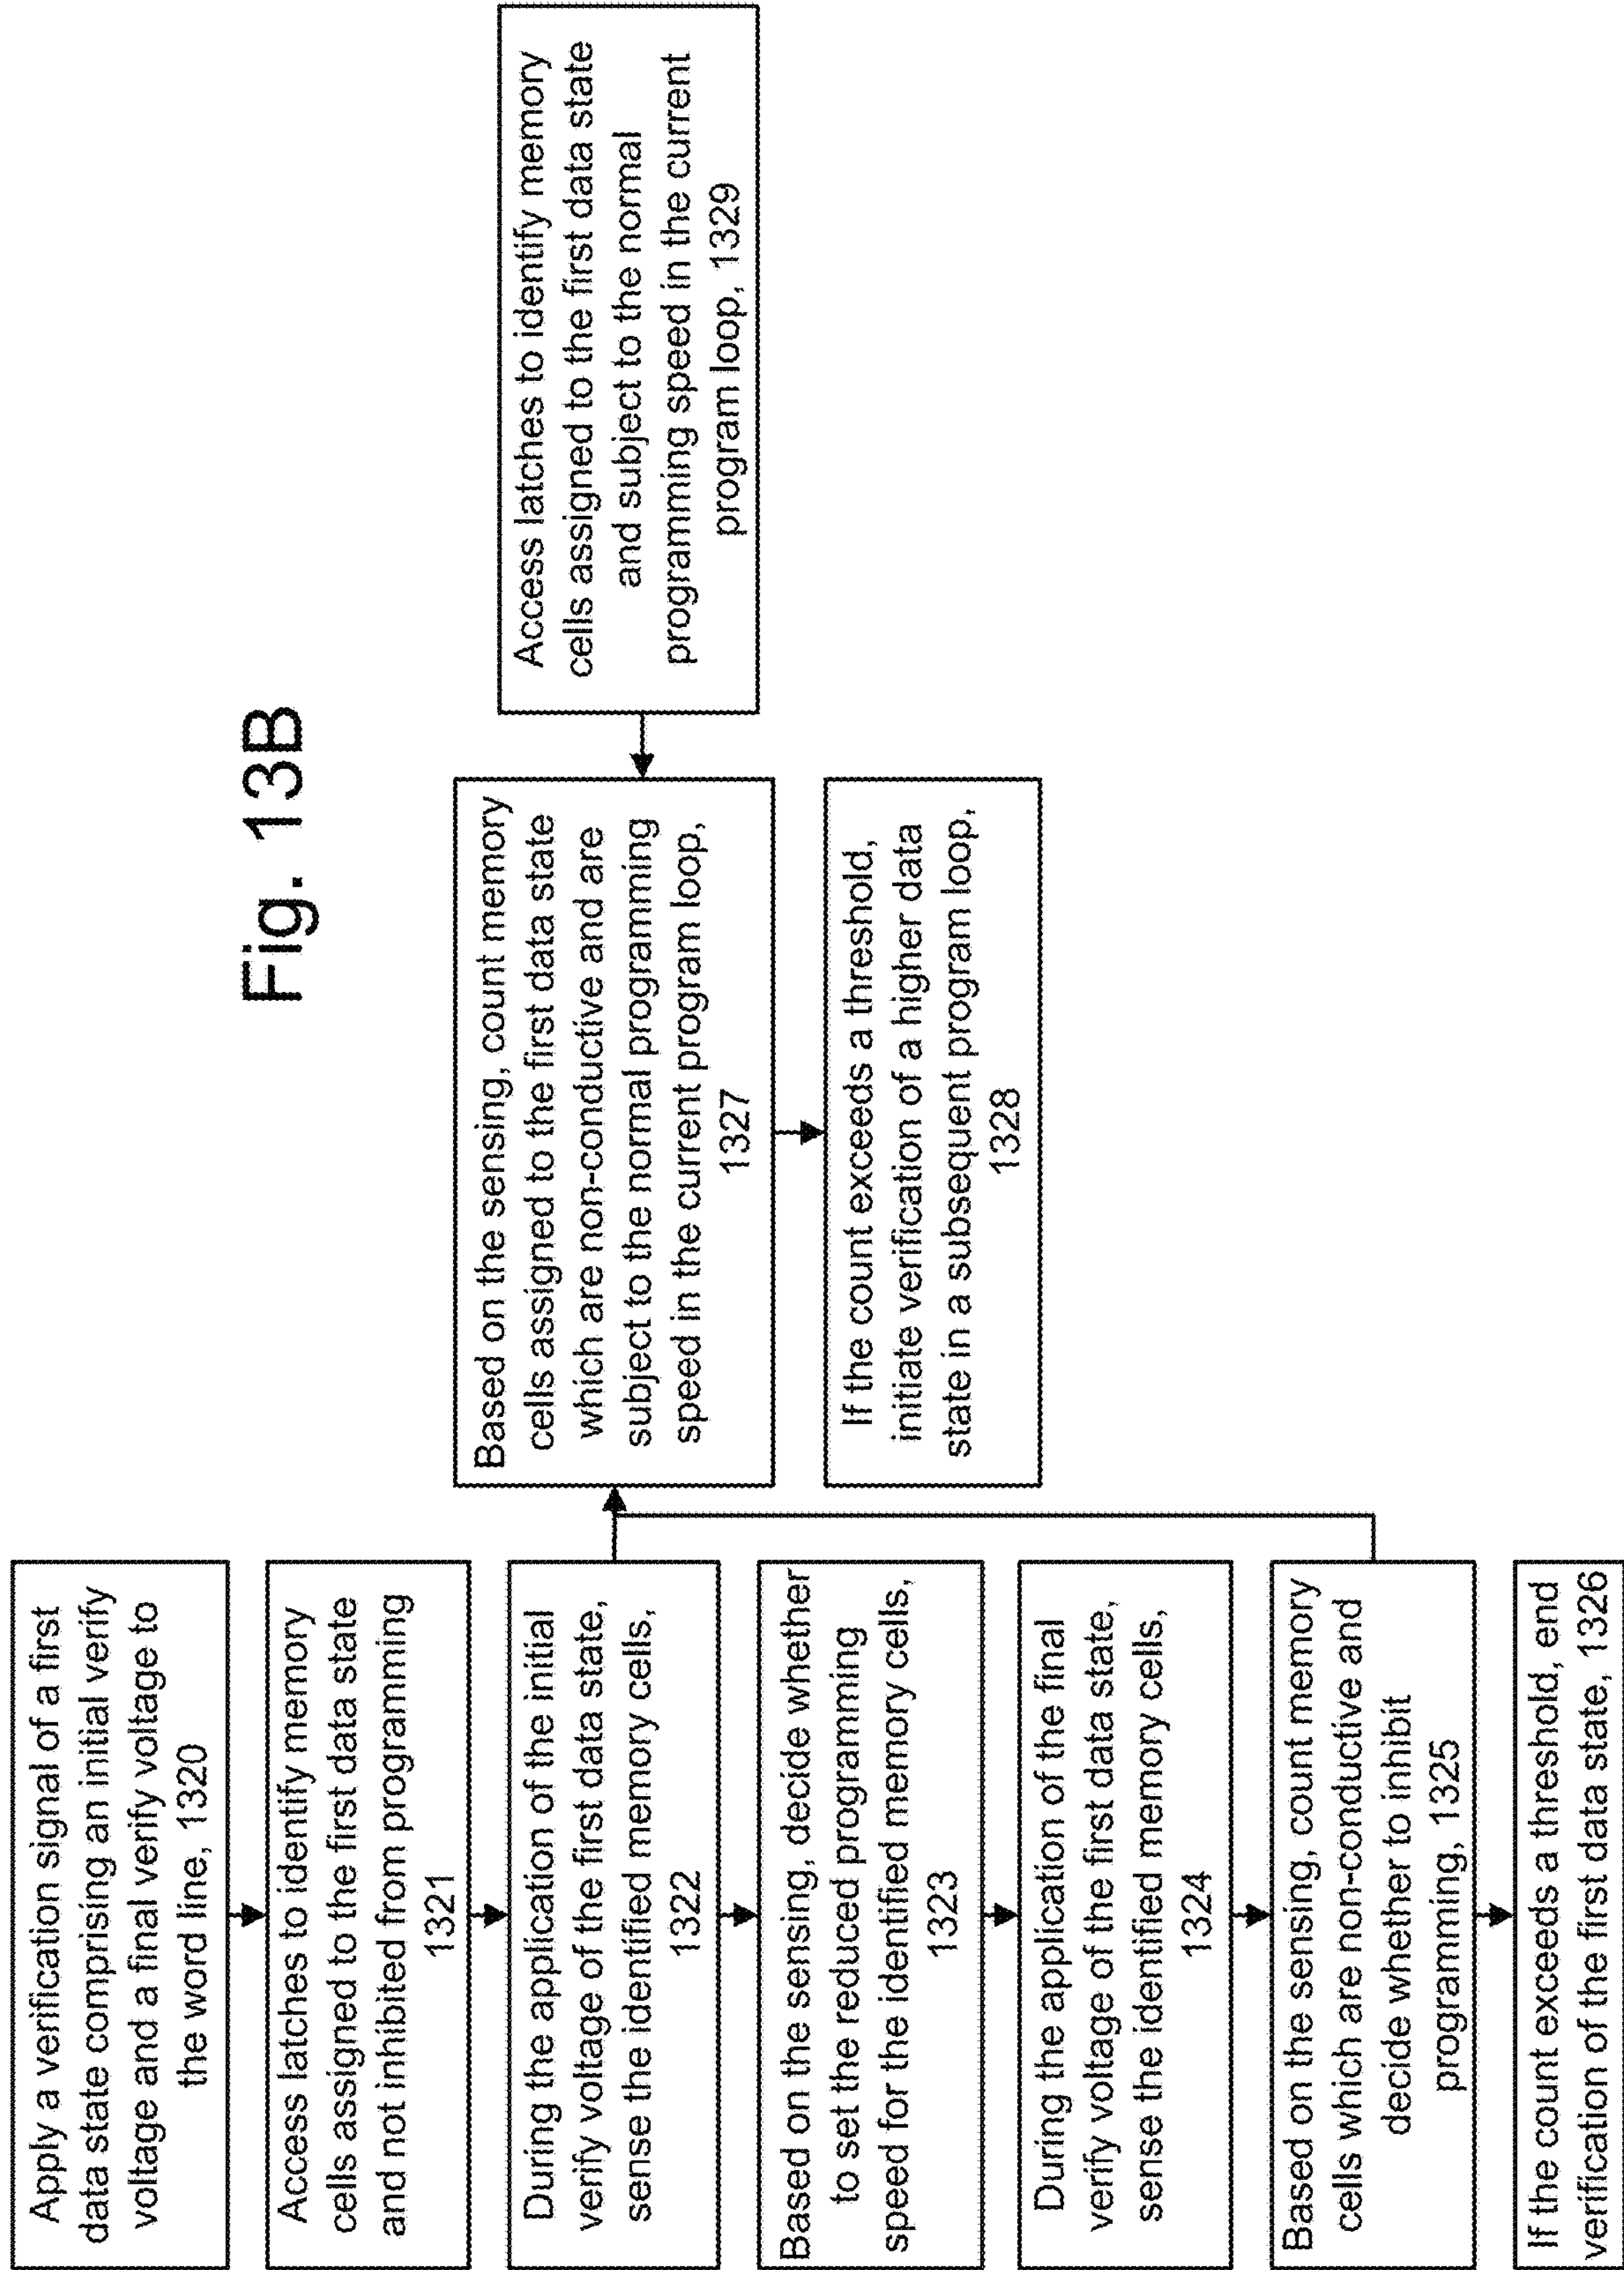 Fig. 13B
Apply a verification signal of a first
data state comprising an initial verify
voltage and a final verify voltage to
the word line, 1320
Access latches to identify memory
cells assigned to the first data state
and not inhibited from programming
1321
During the application of the initial
verify voltage of the first data state,
sense the identified memory cells,
1322
Based on the sensing, decide whether
to set the reduced programming
speed for the identified memory cells,
1323
During the application of the final
verify voltage of the first data state,
sense the identified memory cells,
1324
Based on the sensing, count memory
cells which are non-conductive and
decide whether to inhibit
programming, 1325
If the count exceeds a threshold, end
verification of the first data state, 1326
Based on the sensing, count memory
cells assigned to the first data state
which are non-conductive and are
subject to the normal programming
speed in the current program loop,
1327
If the count exceeds a threshold,
initiate verification of a higher data
state in a subsequent program loop,
1328
Access latches to identify memory
cells assigned to the first data state
and subject to the normal
programming speed in the current
program loop, 1329